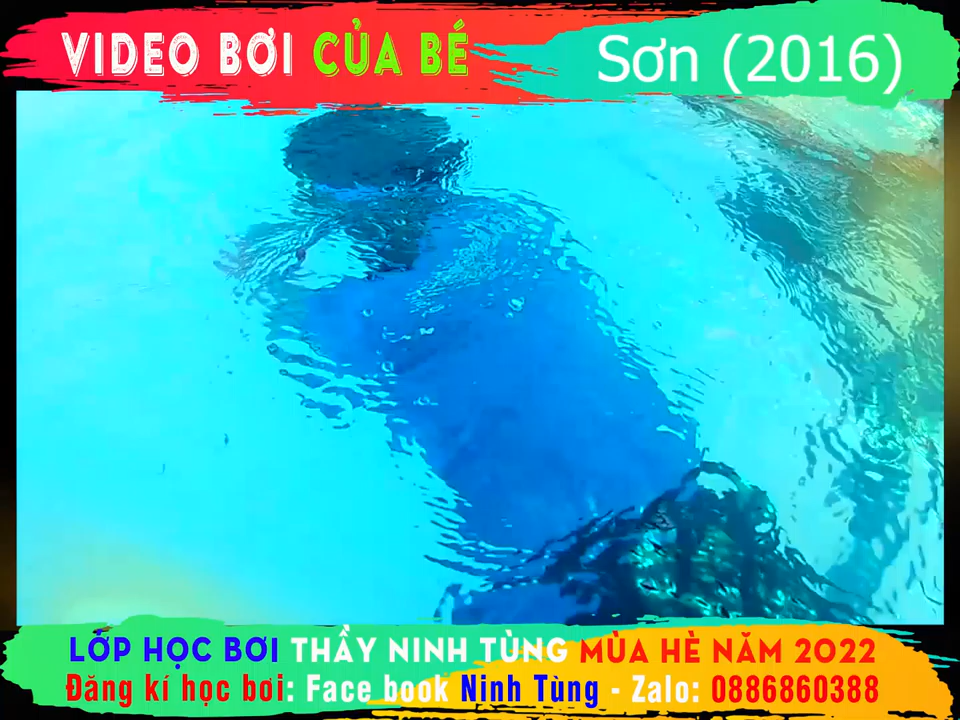 VIDEO BƠI CỦA BÉ
Sơn (2016)
LỚP HỌC BƠI THẦY NINH TÙNG MÙA HÈ NĂM 2022
Đăng kí học bơi: Face book Ninh Tùng - Zalo: 0886860388